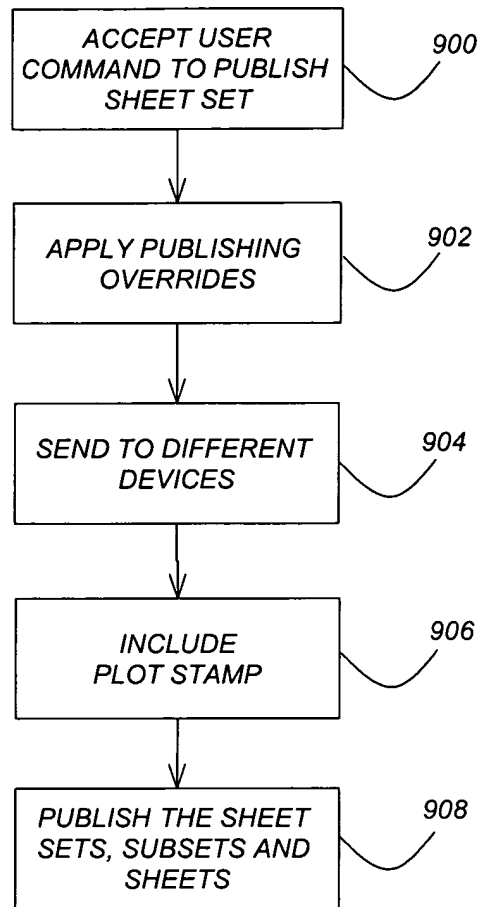 ACCEPT USER
COMMAND TO PUBLISH
SHEET SET
900
APPLY PUBLISHING
OVERRIDES
902
SEND TO DIFFERENT
DEVICES
904
INCLUDE
PLOT STAMP
906
PUBLISH THE SHEET
SETS, SUBSETS AND
SHEETS
908